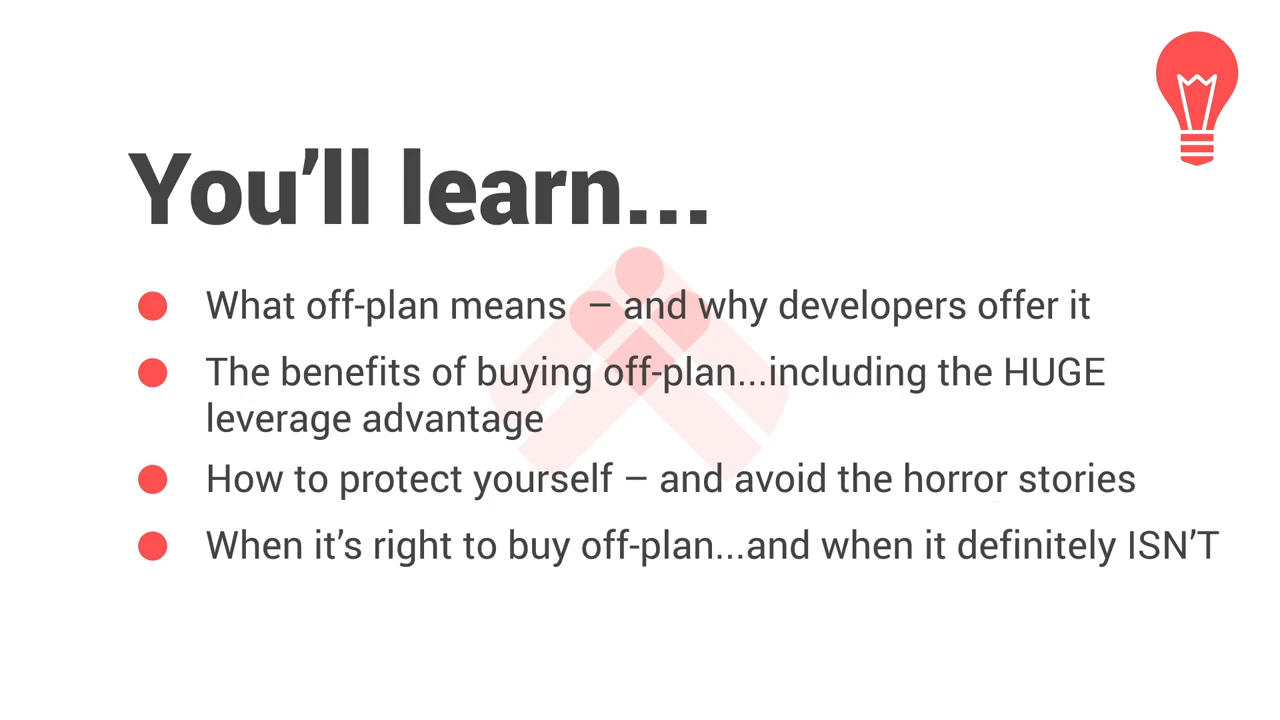 You’ll learn...
What off-plan means – and why developers offer it
The benefits of buying off-plan...including the HUGE
leverage advantage
How to protect yourself – and avoid the horror stories
When it’s right to buy off-plan...and when it definitely ISN’T